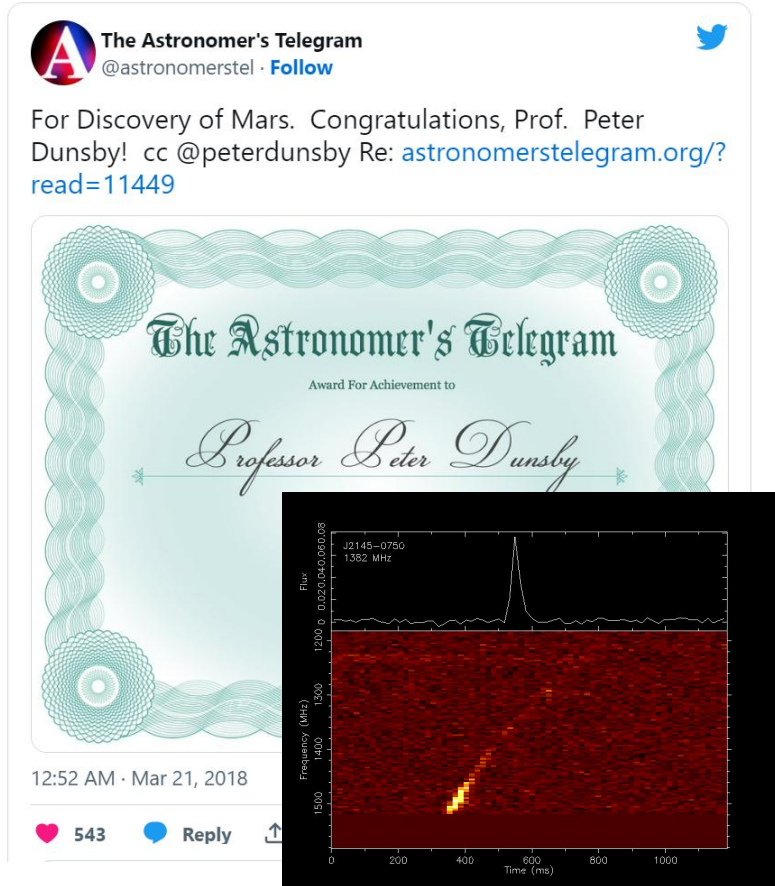 The Astronomer's Telegram
@astronomerstel · Follow
For Discovery of Mars. Congratulations, Prof. Peter
Dunsby! cc @peterdunsby Re: astronomerstelegram.org/?
read=11449
The Astronomer's Telegram
Award For Achievement to
Professor Peter Dunsby
J2145-0750
1382 MHz
Flux
0 0.02 0.04 0.06 0.08
Frequency (MHz)
1200
1300
1400
1500
0 200 400 600 800 1000
Time (ms)
12:52 AM · Mar 21, 2018
543 Reply